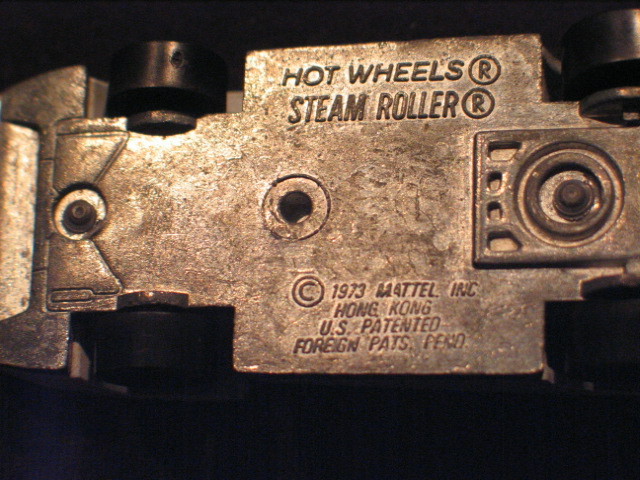 HOT WHEELS®
STEAM ROLLER®
© 1973 MATTEL INC.
HONG KONG
U.S. PATENTED
FOREIGN PATS. PEND.